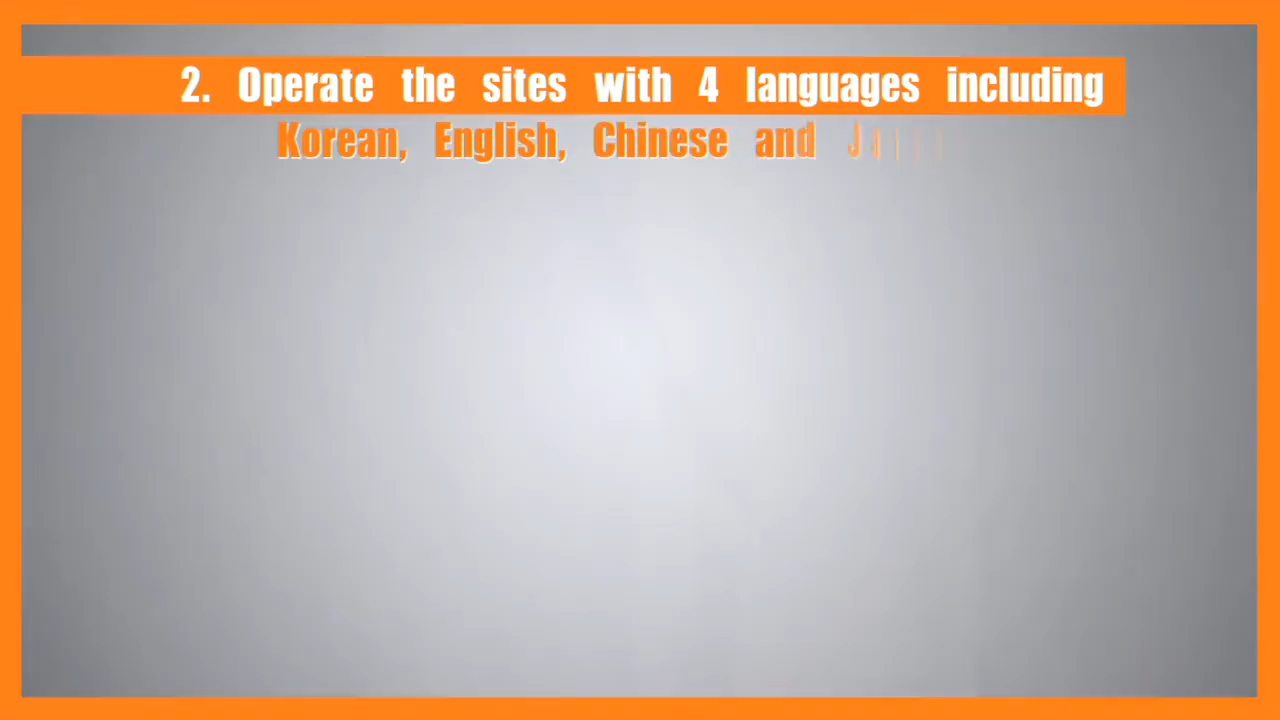 2. Operate the sites with 4 languages including
Korean, English, Chinese and